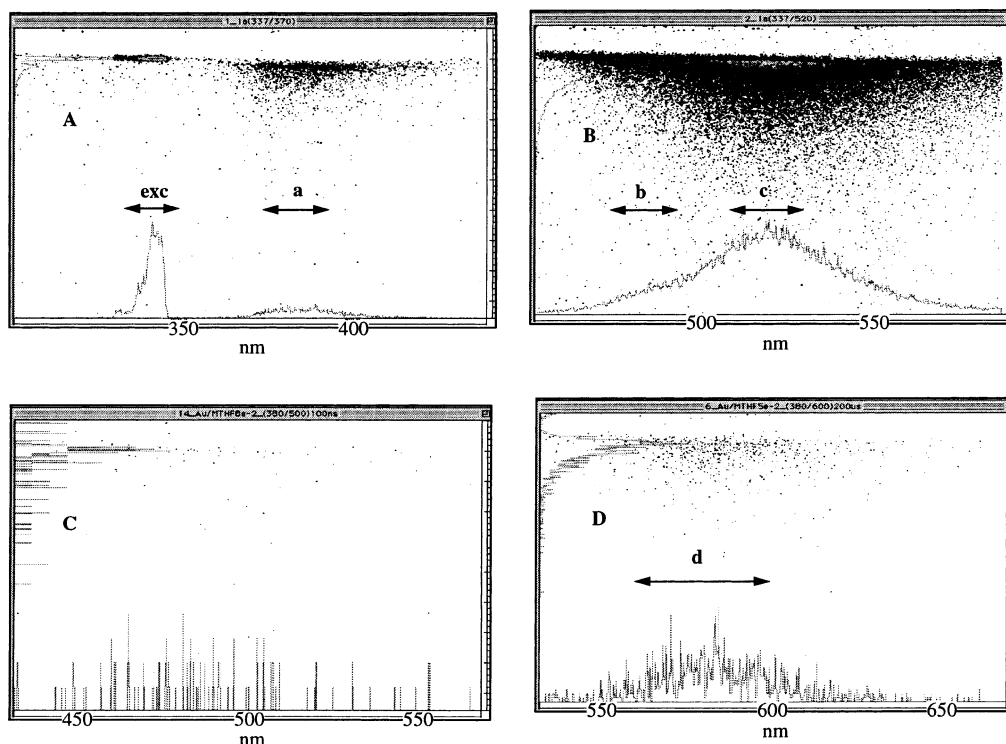 1_1a(337/370)
A
exc
a
350
400
nm
2_1a(337/520)
B
b
c
500
550
nm
14_Au/MTHF8e-2_(380/500)100ns
C
450
500
550
nm
6_Au/MTHF5e-2_(380/600)200us
D
d
550
600
650
nm